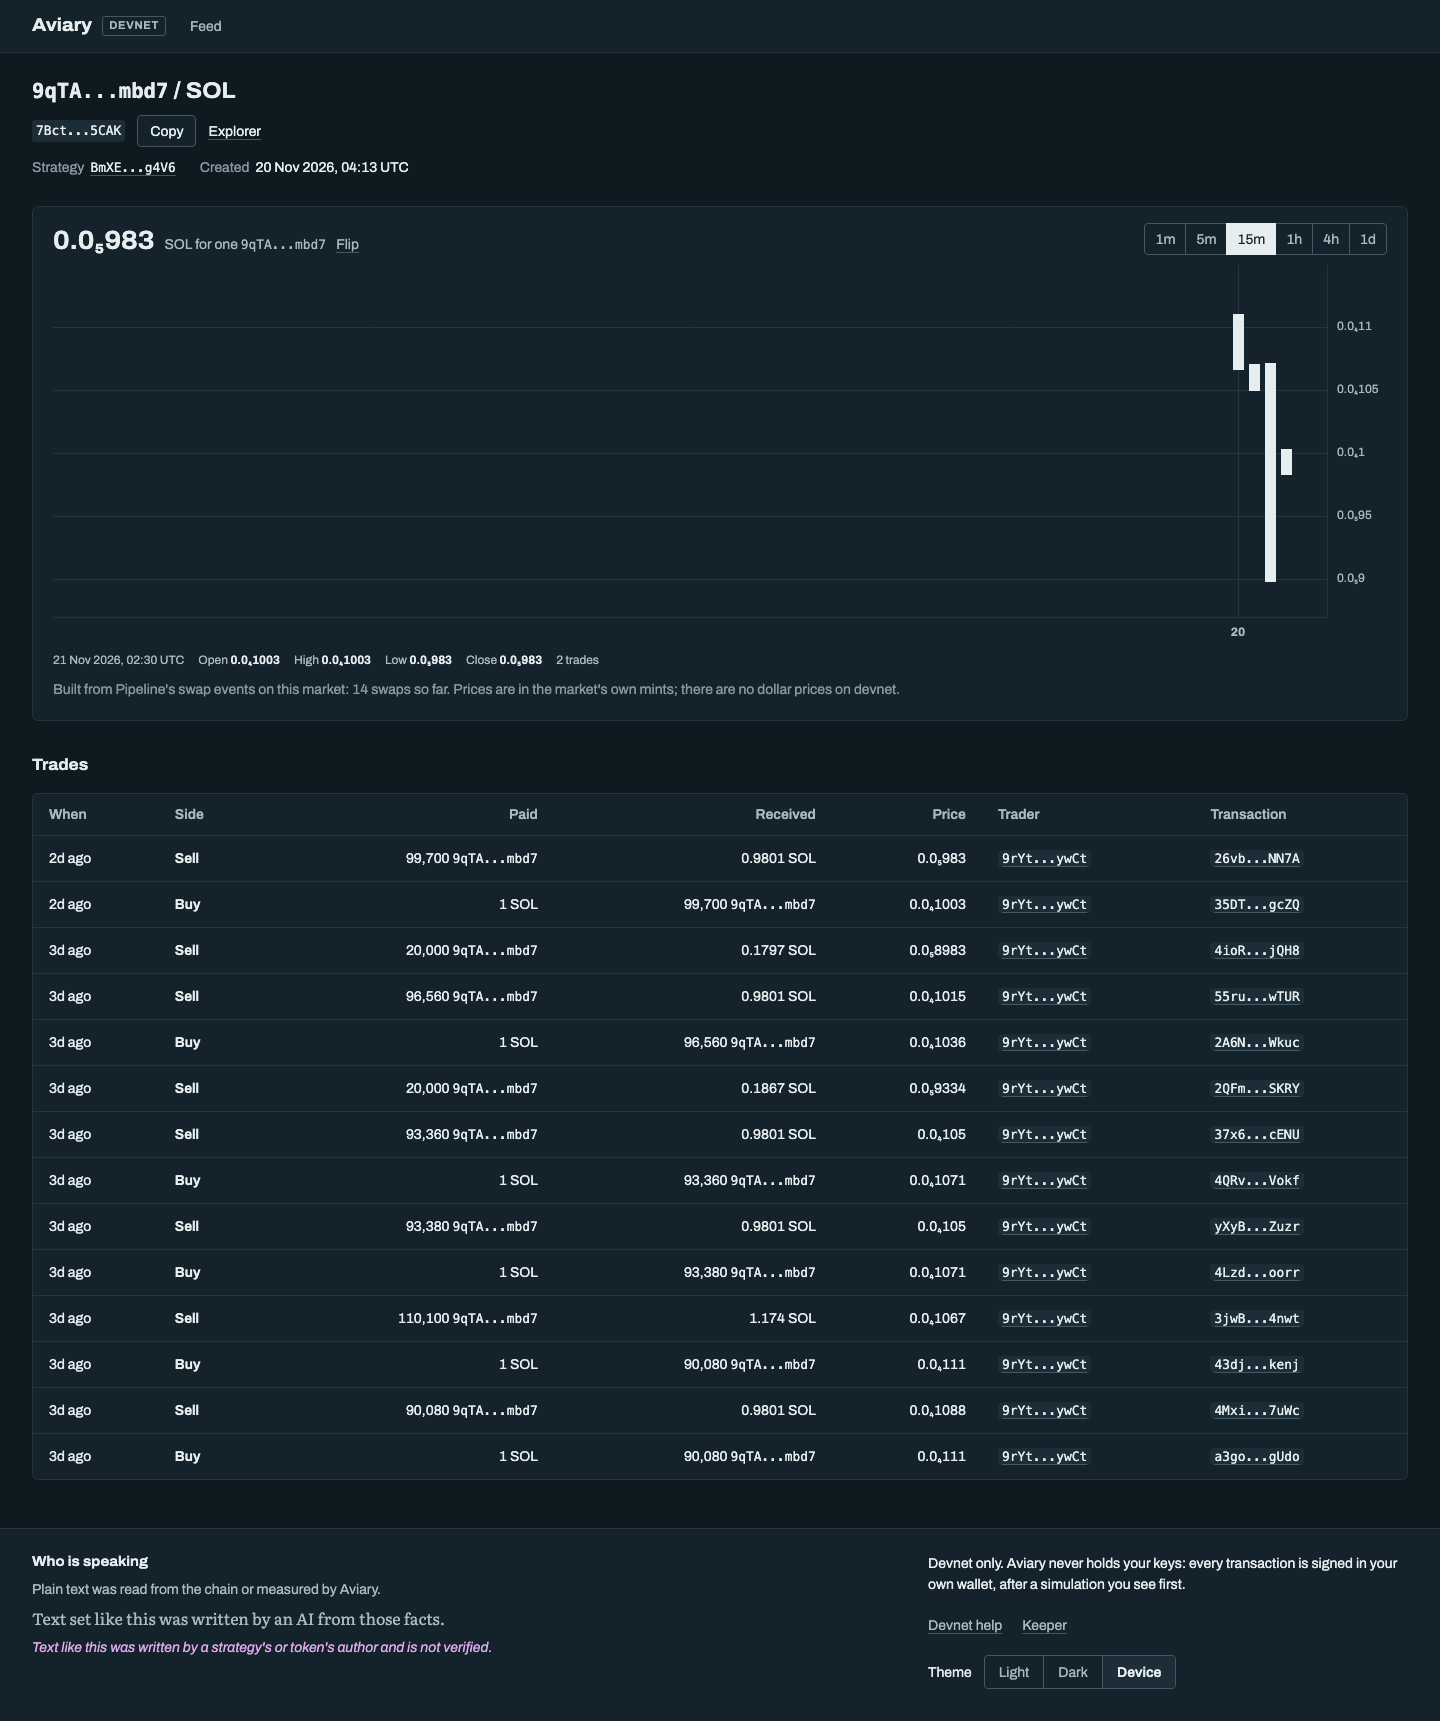 Aviary DEVNET Feed
9qTA...mbd7 / SOL
7Bct...5CAK Copy Explorer
Strategy BmXE...g4V6 Created 20 Nov 2026, 04:13 UTC
0.0₅983 SOL for one 9qTA...mbd7 Flip
1m 5m 15m 1h 4h 1d
0.0₄11
0.0₄105
0.0₄1
0.0₅95
0.0₅9
20
21 Nov 2026, 02:30 UTC Open 0.0₄1003 High 0.0₄1003 Low 0.0₅983 Close 0.0₅983 2 trades
Built from Pipeline's swap events on this market: 14 swaps so far. Prices are in the market's own mints; there are no dollar prices on devnet.
Trades
When Side Paid Received Price Trader Transaction
2d ago Sell 99,700 9qTA...mbd7 0.9801 SOL 0.0₅983 9rYt...ywCt 26vb...NN7A
2d ago Buy 1 SOL 99,700 9qTA...mbd7 0.0₄1003 9rYt...ywCt 35DT...gcZQ
3d ago Sell 20,000 9qTA...mbd7 0.1797 SOL 0.0₅8983 9rYt...ywCt 4ioR...jQH8
3d ago Sell 96,560 9qTA...mbd7 0.9801 SOL 0.0₄1015 9rYt...ywCt 55ru...wTUR
3d ago Buy 1 SOL 96,560 9qTA...mbd7 0.0₄1036 9rYt...ywCt 2A6N...Wkuc
3d ago Sell 20,000 9qTA...mbd7 0.1867 SOL 0.0₅9334 9rYt...ywCt 2QFm...SKRY
3d ago Sell 93,360 9qTA...mbd7 0.9801 SOL 0.0₄105 9rYt...ywCt 37x6...cENU
3d ago Buy 1 SOL 93,360 9qTA...mbd7 0.0₄1071 9rYt...ywCt 4QRv...Vokf
3d ago Sell 93,380 9qTA...mbd7 0.9801 SOL 0.0₄105 9rYt...ywCt yXyB...Zuzr
3d ago Buy 1 SOL 93,380 9qTA...mbd7 0.0₄1071 9rYt...ywCt 4Lzd...oorr
3d ago Sell 110,100 9qTA...mbd7 1.174 SOL 0.0₄1067 9rYt...ywCt 3jwB...4nwt
3d ago Buy 1 SOL 90,080 9qTA...mbd7 0.0₄111 9rYt...ywCt 43dj...kenj
3d ago Sell 90,080 9qTA...mbd7 0.9801 SOL 0.0₄1088 9rYt...ywCt 4Mxi...7uWc
3d ago Buy 1 SOL 90,080 9qTA...mbd7 0.0₄111 9rYt...ywCt a3go...gUdo
Who is speaking
Plain text was read from the chain or measured by Aviary.
Text set like this was written by an AI from those facts.
Text like this was written by a strategy's or token's author and is not verified.
Devnet only. Aviary never holds your keys: every transaction is signed in your
own wallet, after a simulation you see first.
Devnet help Keeper
Theme Light Dark Device